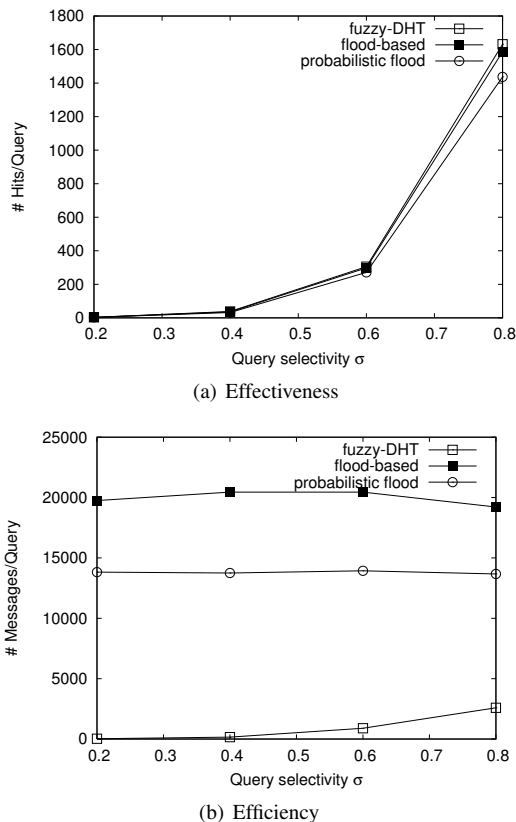 1800
1600
1400
1200
1000
800
600
400
200
0
# Hits/Query
fuzzy-DHT
flood-based
probabilistic flood
0.2 0.3 0.4 0.5 0.6 0.7 0.8
Query selectivity σ
(a) Effectiveness
25000
20000
15000
10000
5000
0
# Messages/Query
fuzzy-DHT
flood-based
probabilistic flood
0.2 0.3 0.4 0.5 0.6 0.7 0.8
Query selectivity σ
(b) Efficiency